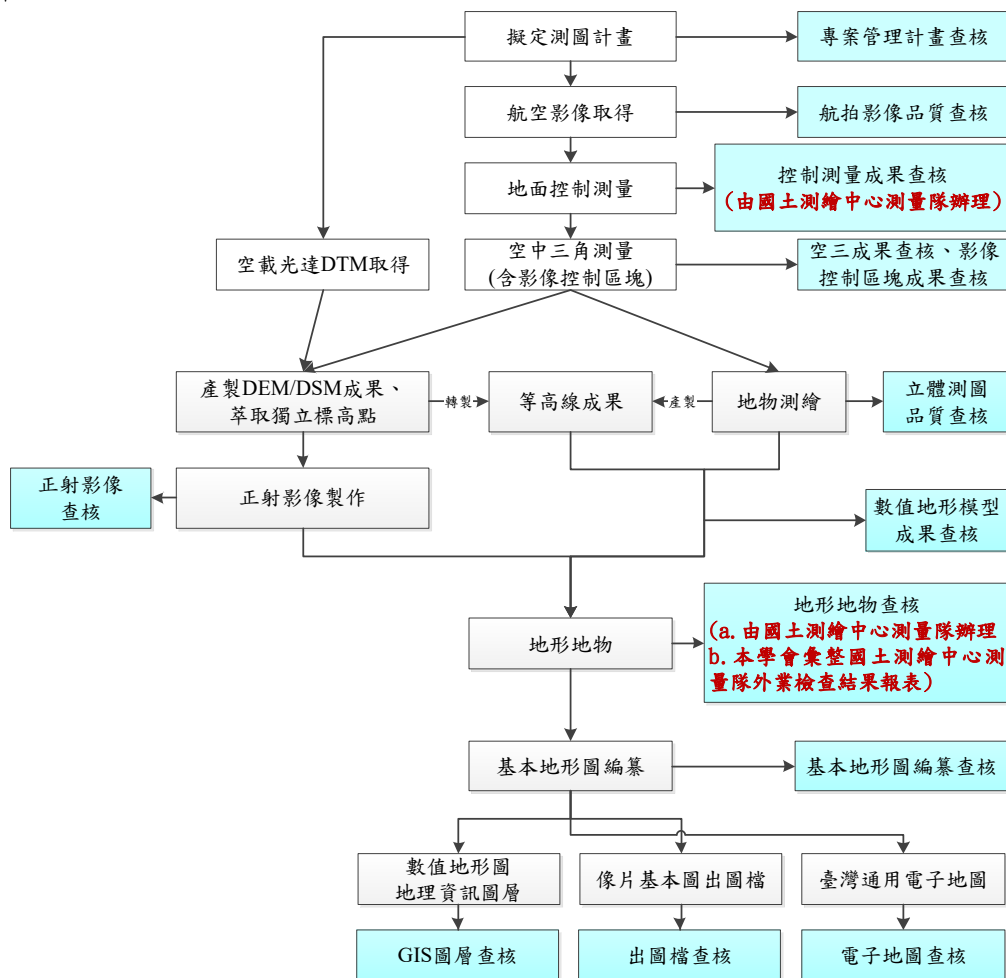 擬定測圖計畫
專案管理計畫查核
航空影像取得
航拍影像品質查核
地面控制測量
控制測量成果查核
(由國土測繪中心測量隊辦理)
空載光達DTM取得
空中三角測量
(含影像控制區塊)
空三成果查核、影像
控制區塊成果查核
產製DEM/DSM成果、
萃取獨立標高點
轉製
等高線成果
產製
地物測繪
立體測圖
品質查核
正射影像
查核
正射影像製作
數值地形模型
成果查核
地形地物
地形地物查核
(a.由國土測繪中心測量隊辦理
b.本學會彙整國土測繪中心測
量隊外業檢查結果報表)
基本地形圖編纂
基本地形圖編纂查核
數值地形圖
地理資訊圖層
像片基本圖出圖檔
臺灣通用電子地圖
GIS圖層查核
出圖檔查核
電子地圖查核